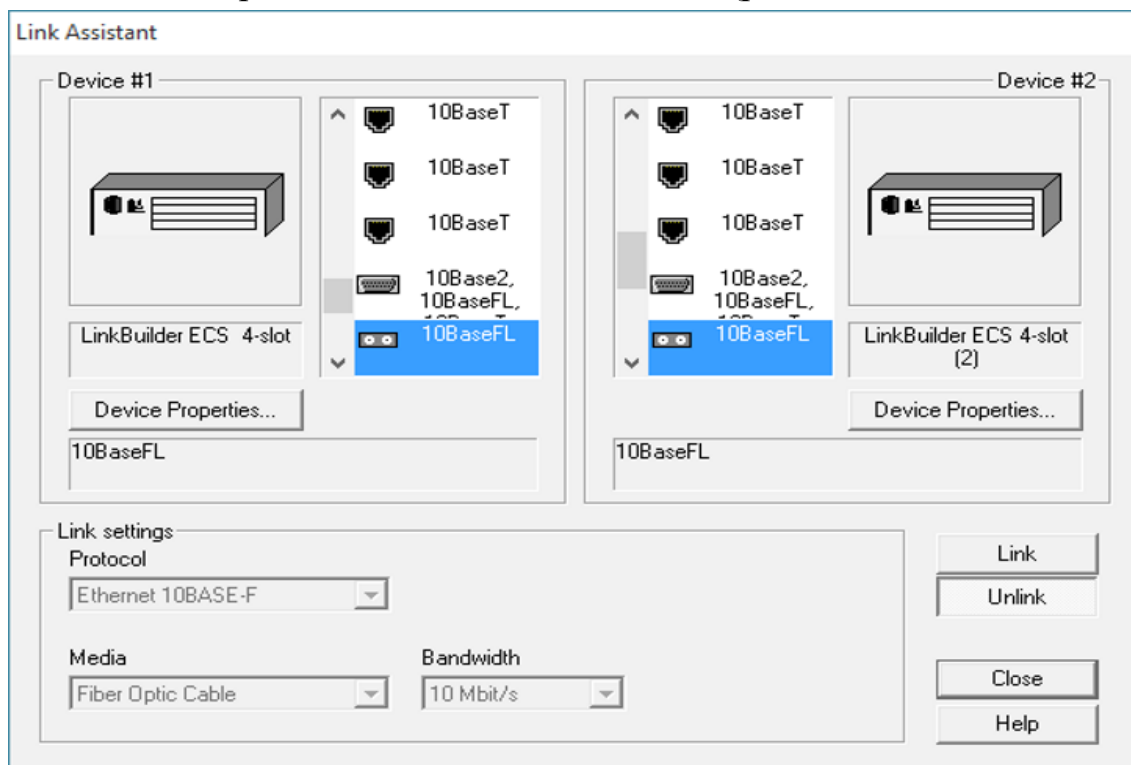 Link Assistant
Device #1
Device #2
10BaseT
10BaseT
10BaseT
10Base2,
10BaseFL,
10BaseFL
LinkBuilder ECS 4-slot
Device Properties...
10BaseFL
10BaseT
10BaseT
10BaseT
10Base2,
10BaseFL,
10BaseFL
LinkBuilder ECS 4-slot
(2)
Device Properties...
10BaseFL
Link settings
Protocol
Ethernet 10BASE-F
Media
Fiber Optic Cable
Bandwidth
10 Mbit/s
Link
Unlink
Close
Help